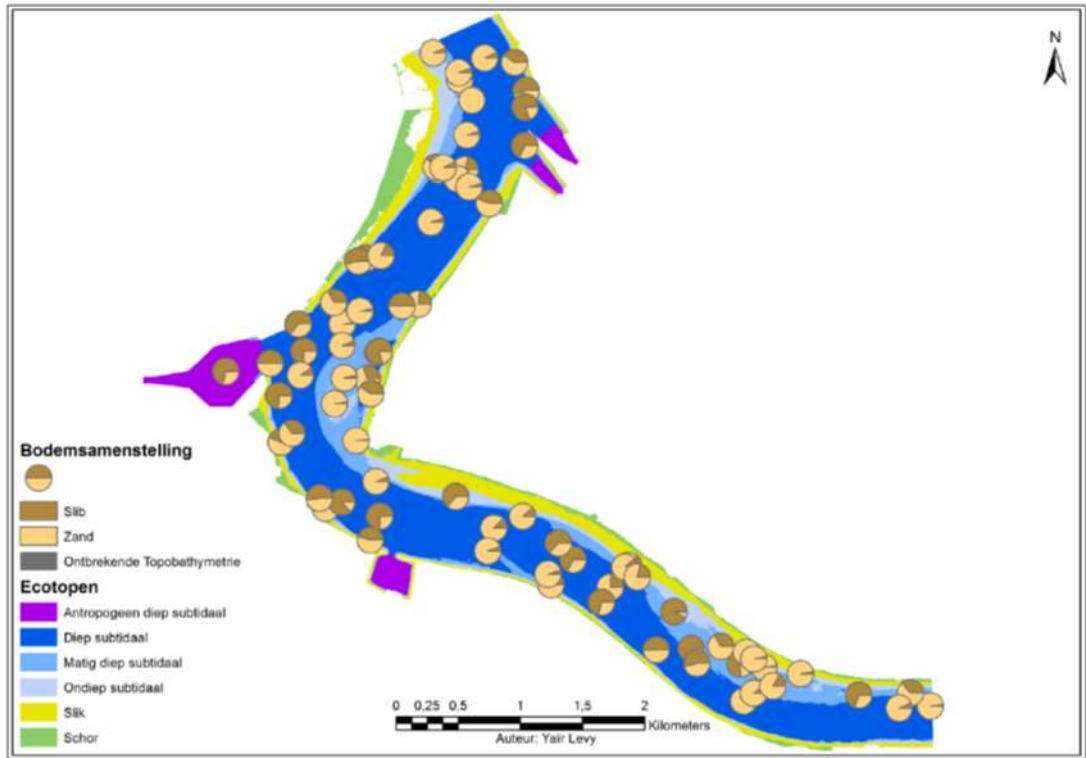 N
Bodemsamenstelling
Slib
Zand
Ontbrekende Topobathymetrie
Ecotopen
Antropogeen diep subtidaal
Diep subtidaal
Matig diep subtidaal
Ondiep subtidaal
Slik
Schor
0 0,25 0,5 1 1,5 2
Kilometers
Auteur: Yaïr Levy